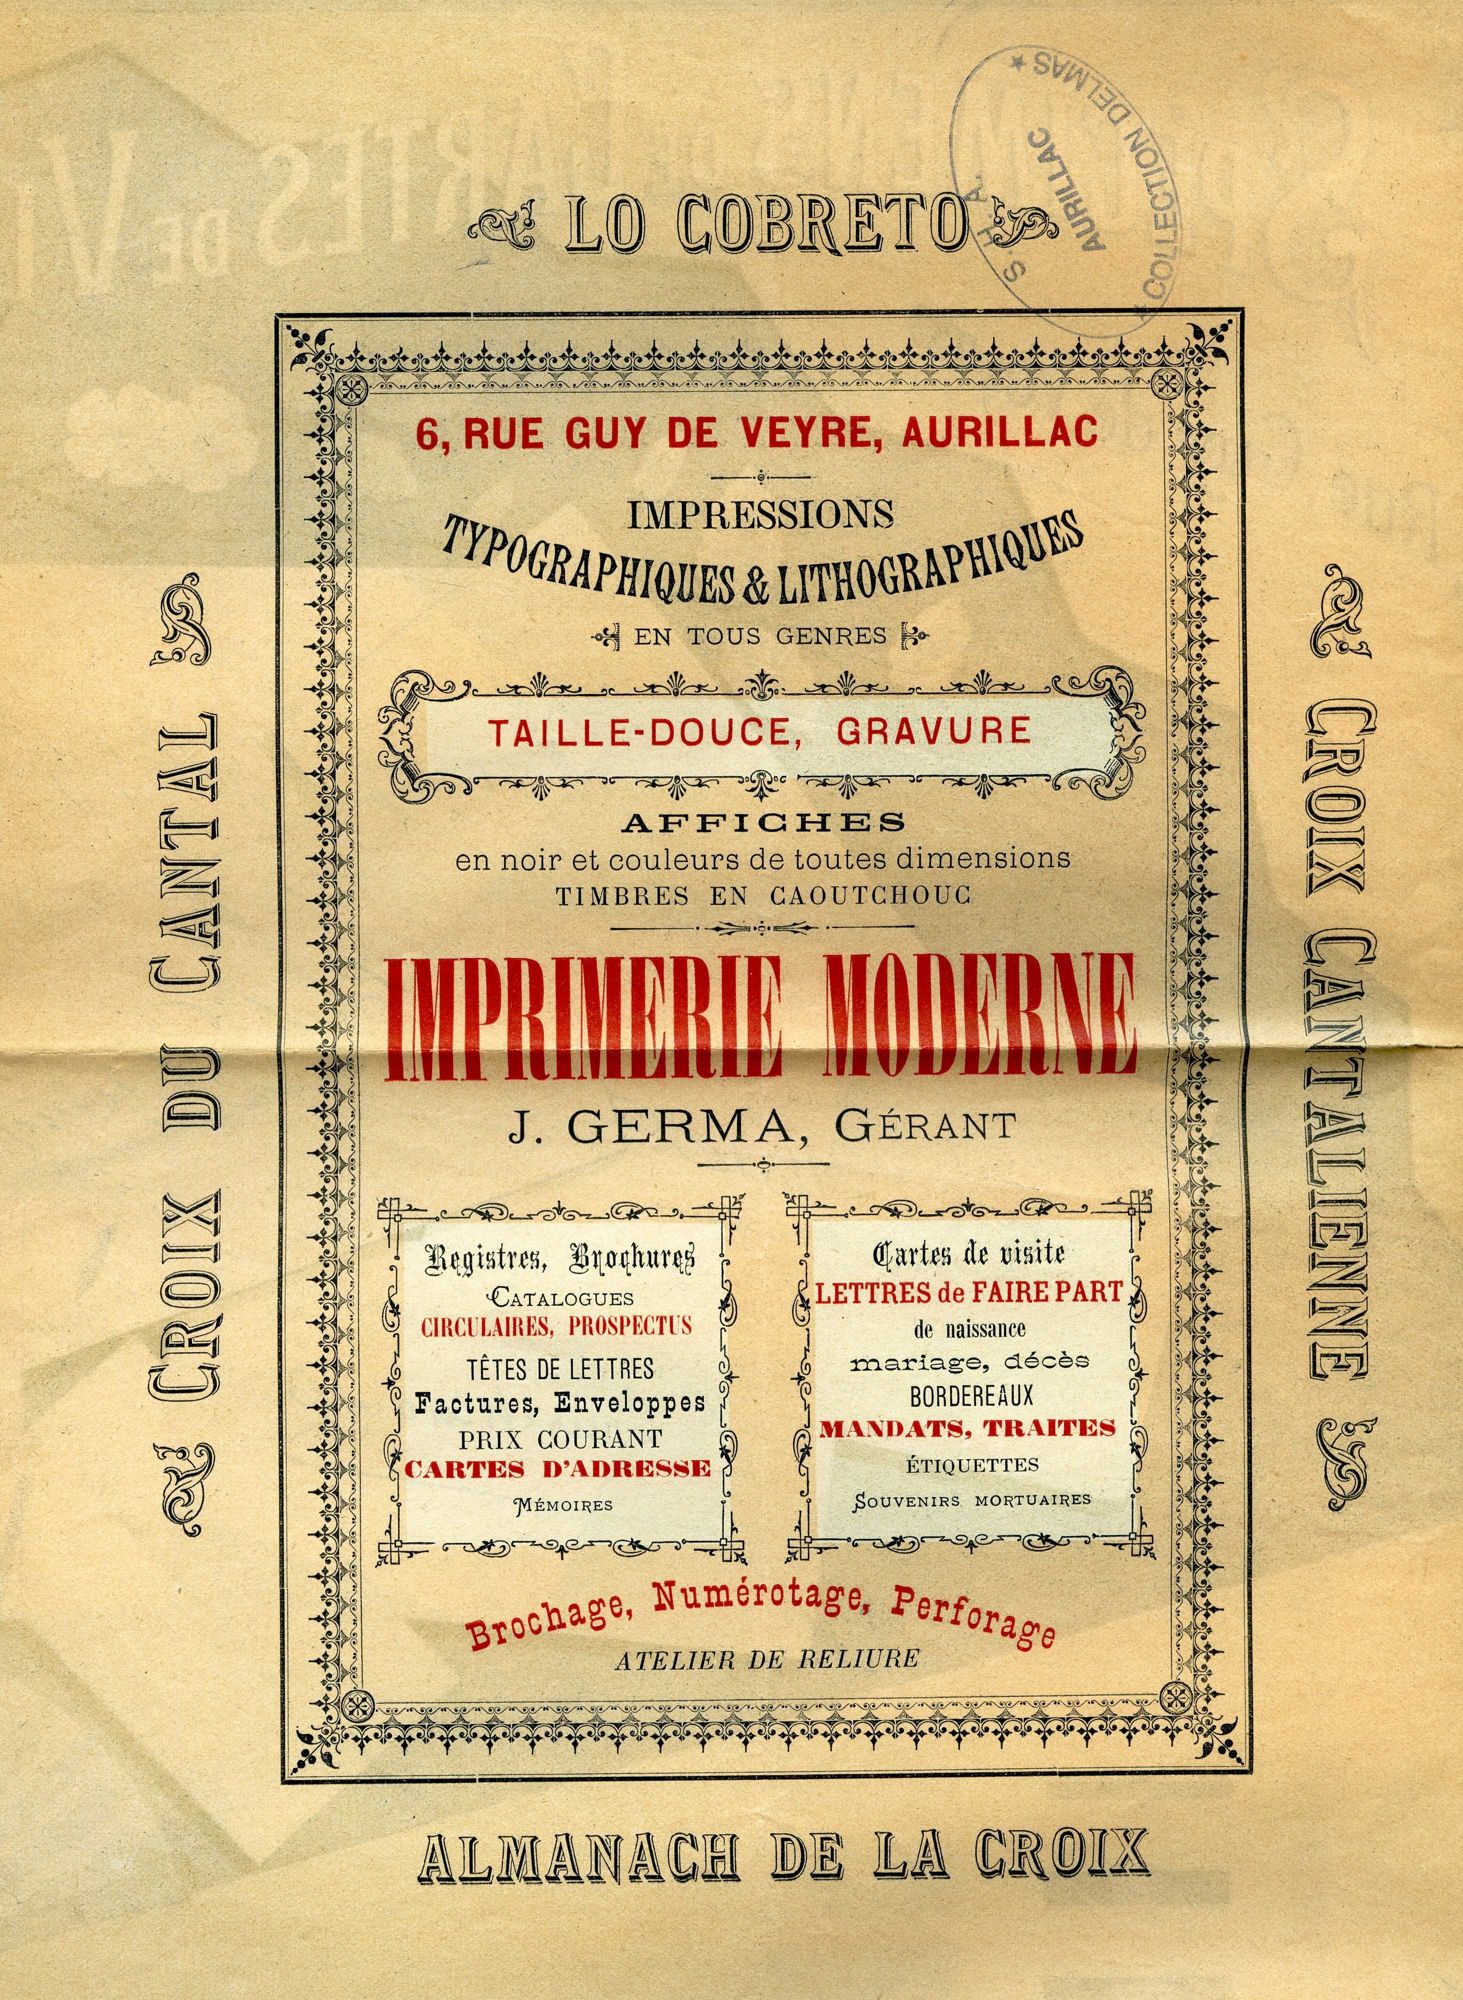 LO COBRETO
S. H. A.
AURILLAC
* COLLECTION DELMAS *
6, RUE GUY DE VEYRE, AURILLAC
IMPRESSIONS
TYPOGRAPHIQUES & LITHOGRAPHIQUES
EN TOUS GENRES
TAILLE-DOUCE, GRAVURE
AFFICHES
en noir et couleurs de toutes dimensions
TIMBRES EN CAOUTCHOUC
IMPRIMERIE MODERNE
J. GERMA, GÉRANT
Registres, Brochures
CATALOGUES
CIRCULAIRES, PROSPECTUS
TÊTES DE LETTRES
Factures, Enveloppes
PRIX COURANT
CARTES D'ADRESSE
MÉMOIRES
Cartes de visite
LETTRES de FAIRE PART
de naissance
mariage, décès
BORDEREAUX
MANDATS, TRAITES
ÉTIQUETTES
SOUVENIRS MORTUAIRES
Brochage, Numérotage, Perforage
ATELIER DE RELIURE
CROIX DU CANTAL
CROIX CANTALIENNE
ALMANACH DE LA CROIX